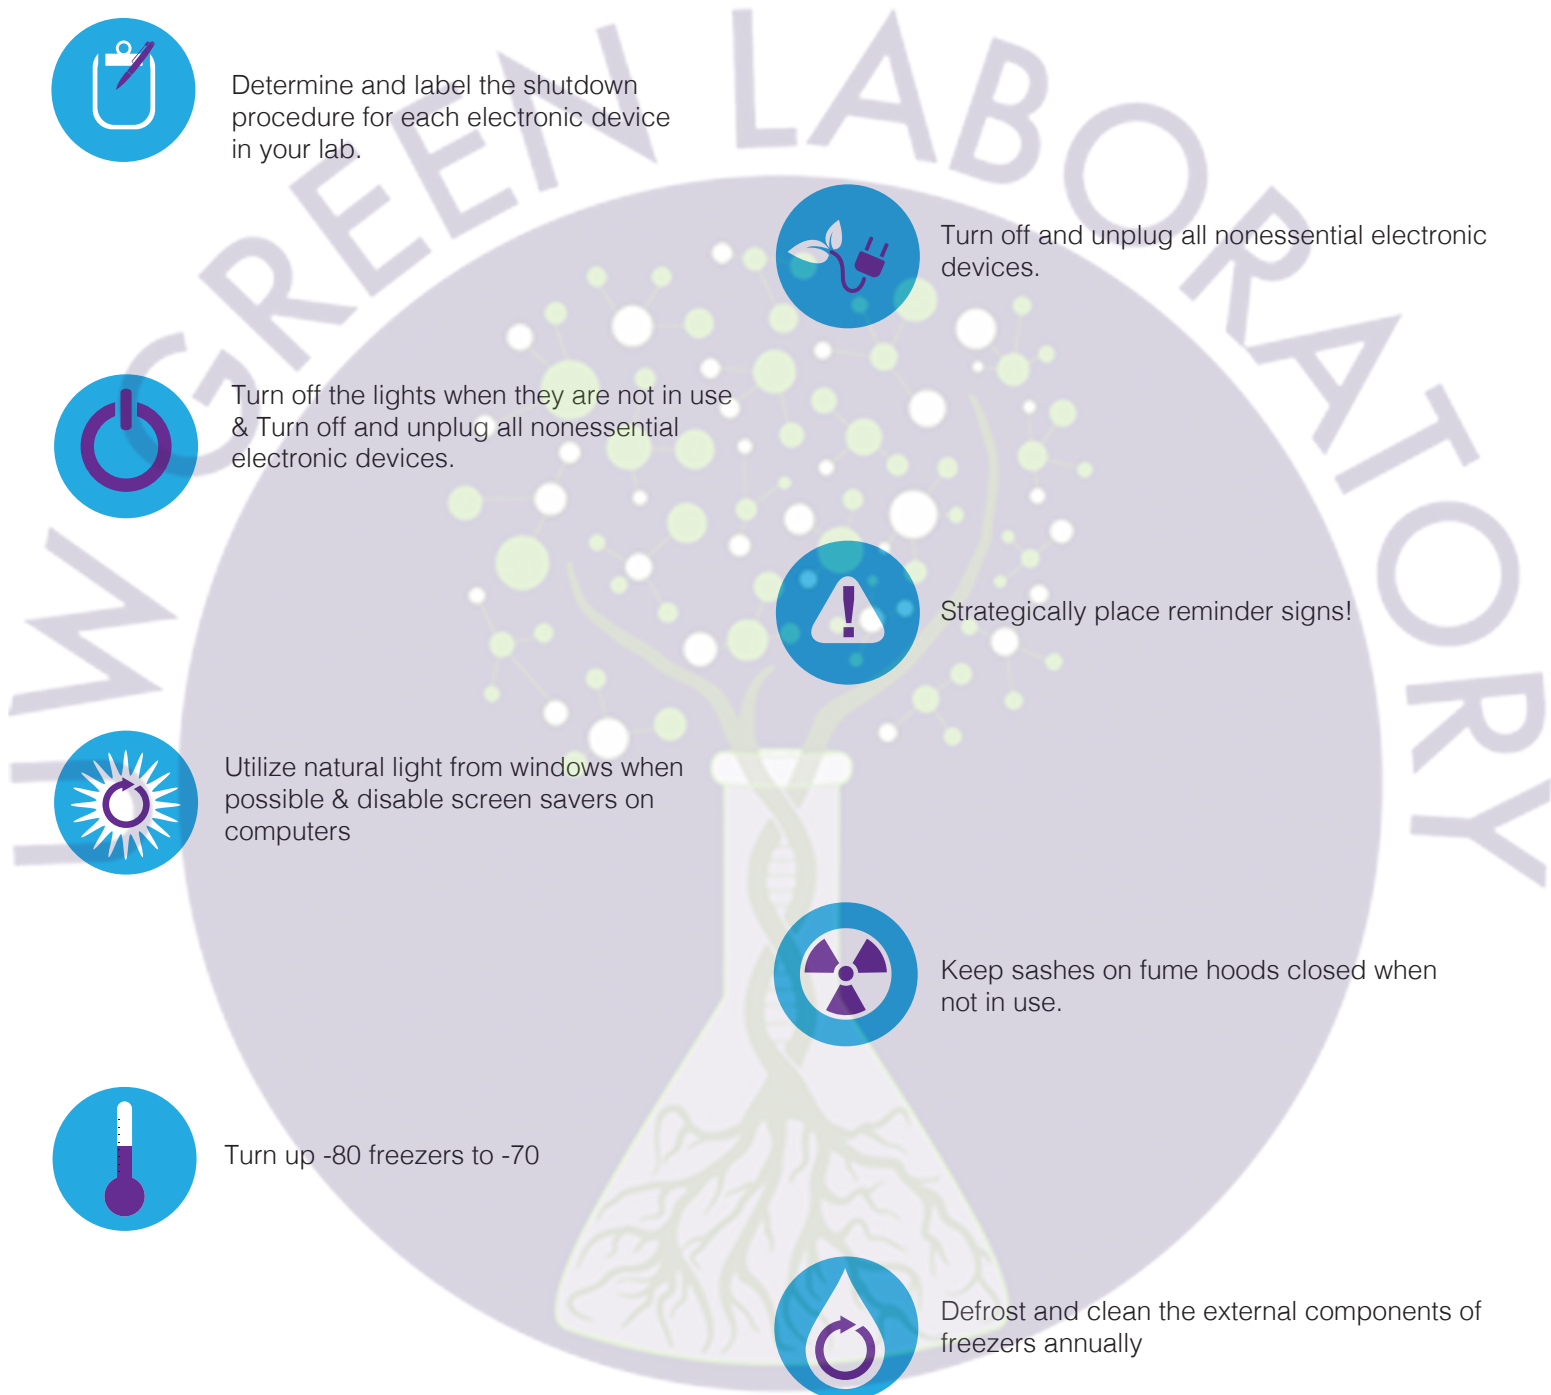 UW GREEN LABORATORY
Determine and label the shutdown
procedure for each electronic device
in your lab.
Turn off and unplug all nonessential electronic
devices.
Turn off the lights when they are not in use
& Turn off and unplug all nonessential
electronic devices.
Strategically place reminder signs!
Utilize natural light from windows when
possible & disable screen savers on
computers
Keep sashes on fume hoods closed when
not in use.
Turn up -80 freezers to -70
Defrost and clean the external components of
freezers annually